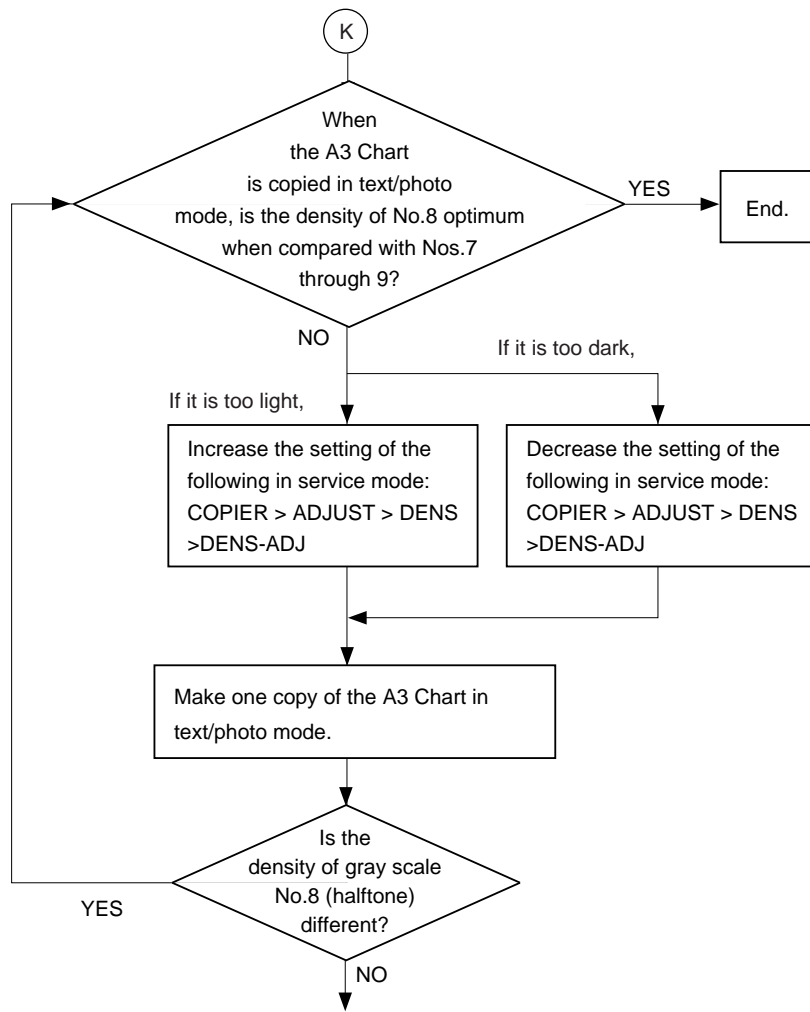 K
When
the A3 Chart
is copied in text/photo
mode, is the density of No.8 optimum
when compared with Nos.7
through 9?
YES
End.
NO
If it is too dark,
If it is too light,
Increase the setting of the
following in service mode:
COPIER > ADJUST > DENS
>DENS-ADJ
Decrease the setting of the
following in service mode:
COPIER > ADJUST > DENS
>DENS-ADJ
Make one copy of the A3 Chart in
text/photo mode.
Is the
density of gray scale
No.8 (halftone)
different?
YES
NO